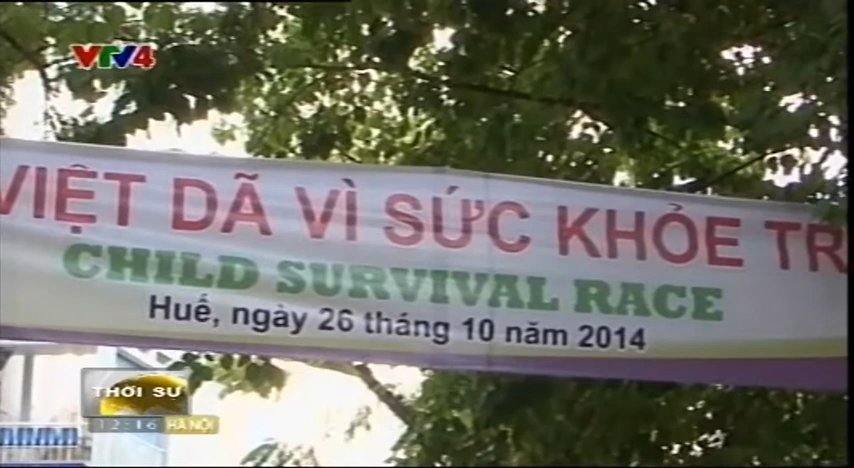 VTV4
VIỆT DÃ VÌ SỨC KHỎE TR
CHILD SURVIVAL RACE
Huế, ngày 26 tháng 10 năm 2014
THỜI SỰ
12:16 HÀ NỘI